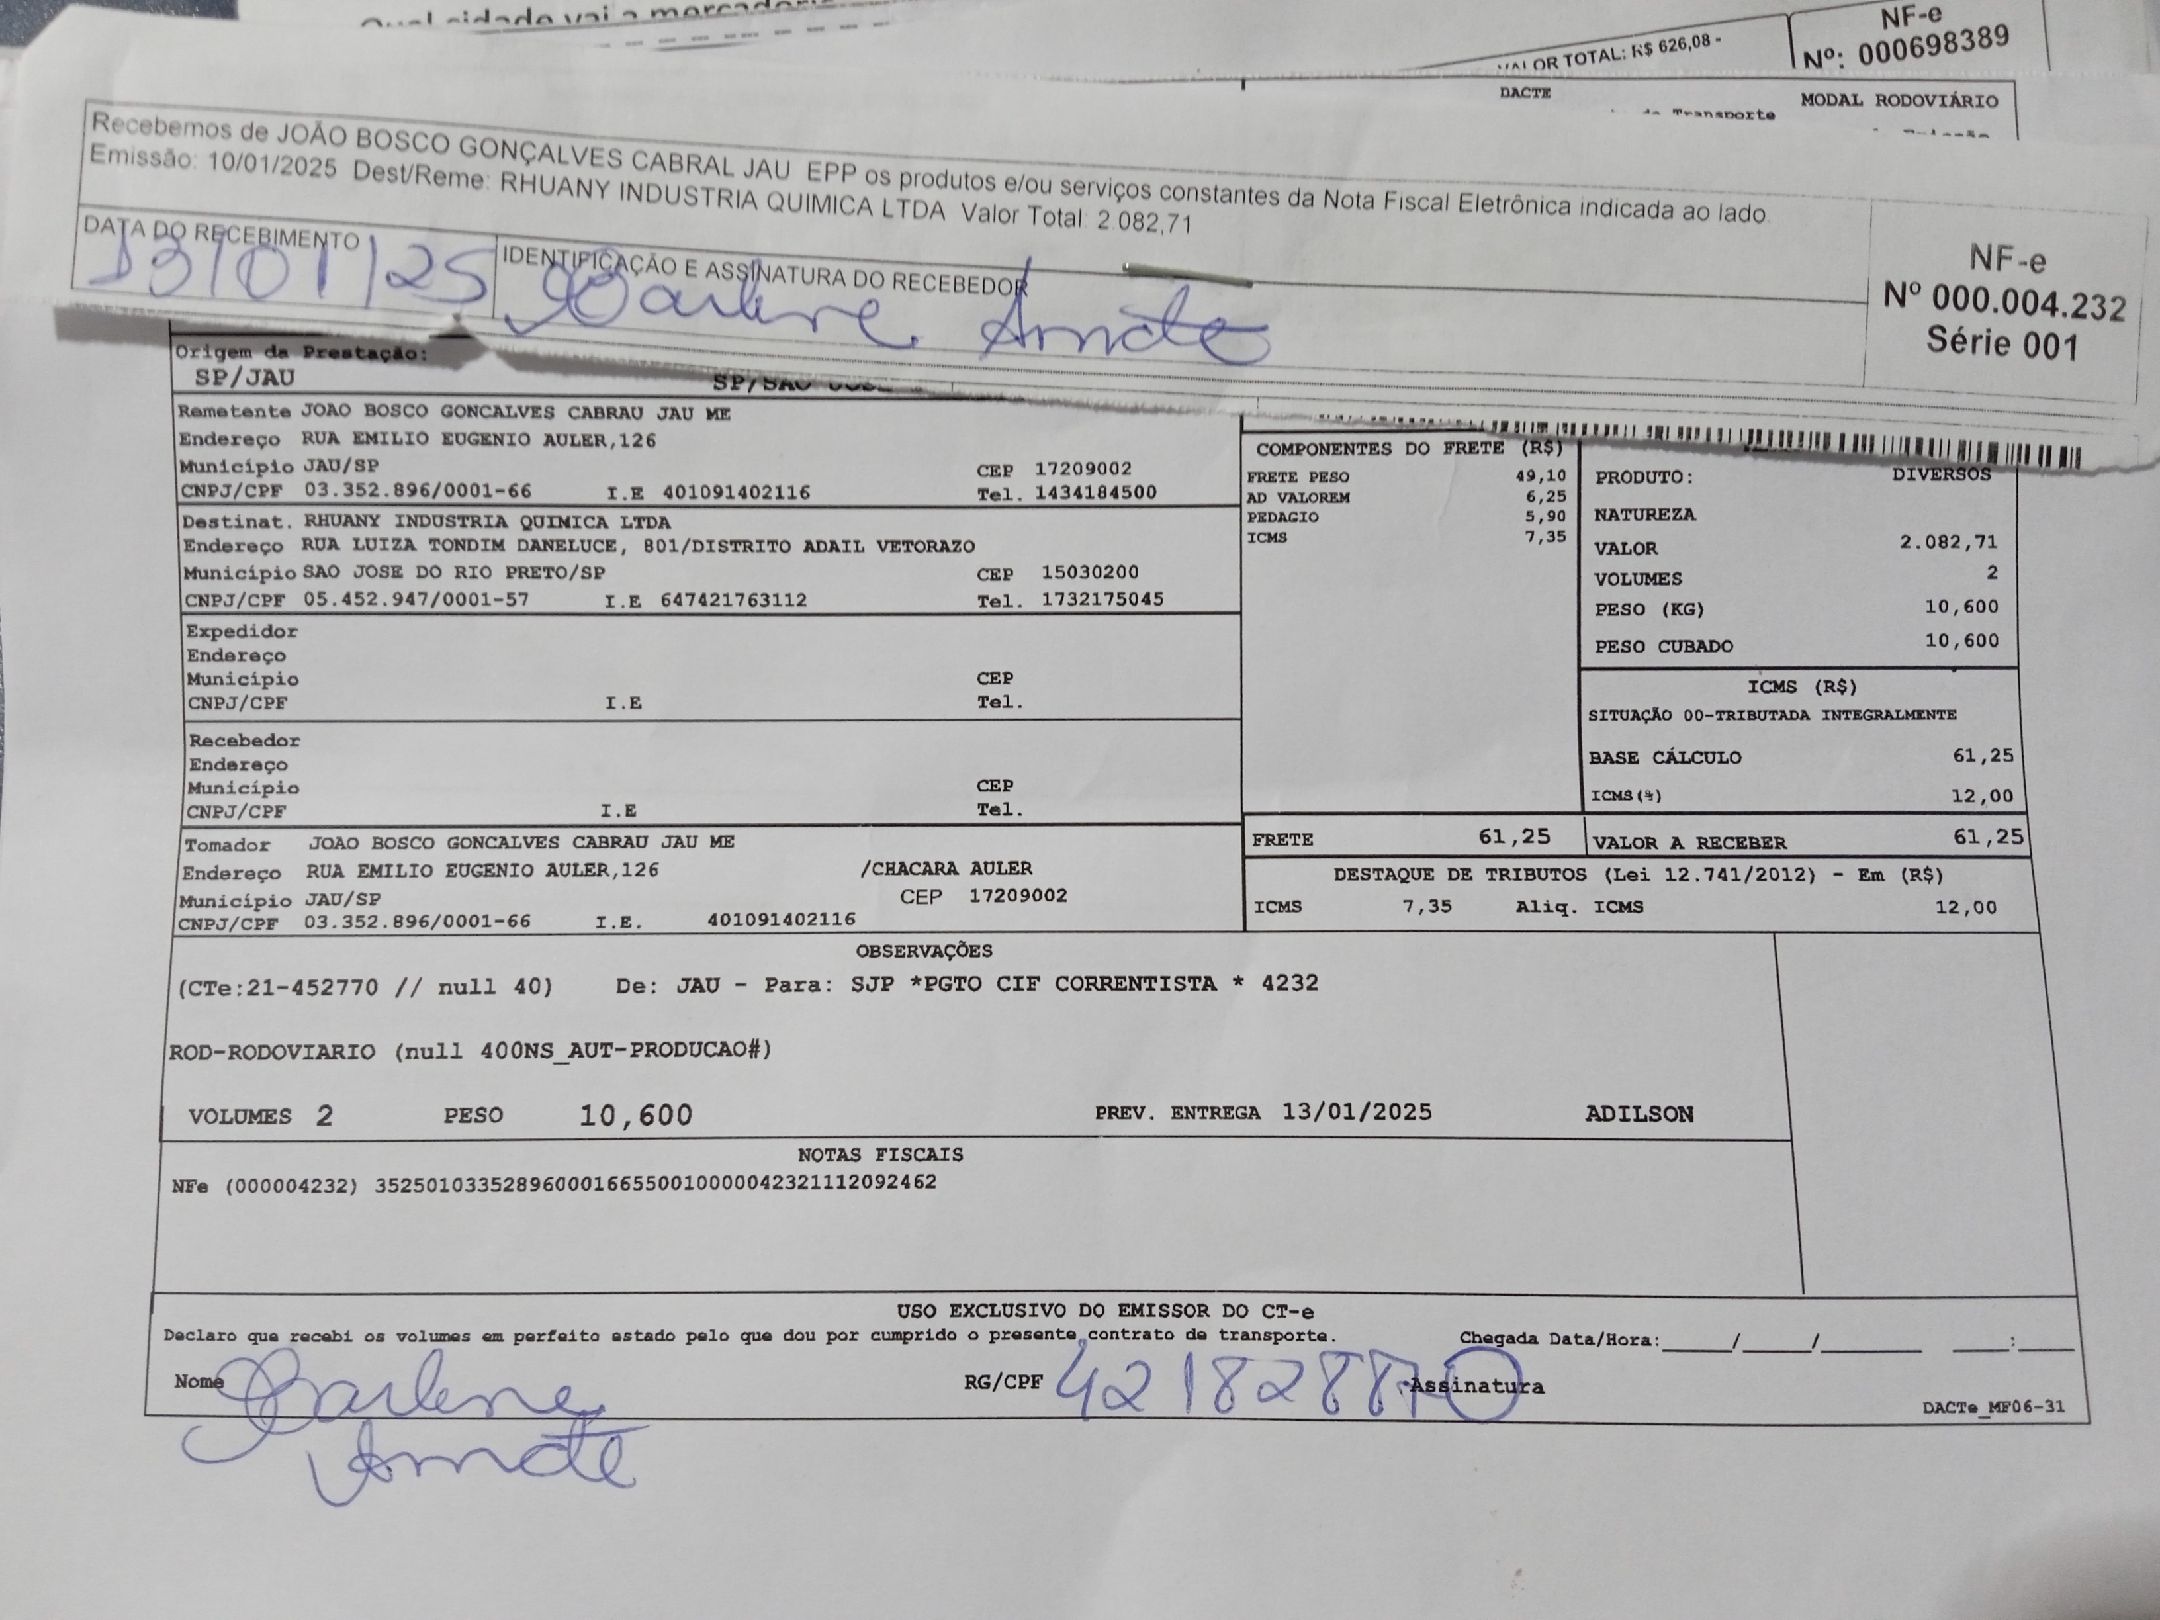 Qual cidade vai a mercadoria
VALOR TOTAL: R$ 626,08 -
NF-e
Nº: 000698389
DACTE
MODAL RODOVIÁRIO
de Transporte
Recebemos de JOÃO BOSCO GONÇALVES CABRAL JAU EPP os produtos e/ou serviços constantes da Nota Fiscal Eletrônica indicada ao lado.
Emissão: 10/01/2025 Dest/Reme: RHUANY INDUSTRIA QUIMICA LTDA Valor Total: 2.082,71
DATA DO RECEBIMENTO
13/01/25
IDENTIFICAÇÃO E ASSINATURA DO RECEBEDOR
NF-e
Nº 000.004.232
Série 001
Origem da Prestação:
SP/JAU
SP/SAO
Remetente JOAO BOSCO GONCALVES CABRAU JAU ME
Endereço RUA EMILIO EUGENIO AULER,126
Município JAU/SP CEP 17209002
CNPJ/CPF 03.352.896/0001-66 I.E 401091402116 Tel. 1434184500
Destinat. RHUANY INDUSTRIA QUIMICA LTDA
Endereço RUA LUIZA TONDIM DANELUCE, 801/DISTRITO ADAIL VETORAZO
Município SAO JOSE DO RIO PRETO/SP CEP 15030200
CNPJ/CPF 05.452.947/0001-57 I.E 647421763112 Tel. 1732175045
Expedidor
Endereço
Município CEP
CNPJ/CPF I.E Tel.
Recebedor
Endereço
Município CEP
CNPJ/CPF I.E Tel.
Tomador JOAO BOSCO GONCALVES CABRAU JAU ME
Endereço RUA EMILIO EUGENIO AULER,126 /CHACARA AULER
Município JAU/SP CEP 17209002
CNPJ/CPF 03.352.896/0001-66 I.E. 401091402116
COMPONENTES DO FRETE (R$)
FRETE PESO 49,10
AD VALOREM 6,25
PEDAGIO 5,90
ICMS 7,35
PRODUTO: DIVERSOS
NATUREZA
VALOR 2.082,71
VOLUMES 2
PESO (KG) 10,600
PESO CUBADO 10,600
ICMS (R$)
SITUAÇÃO 00-TRIBUTADA INTEGRALMENTE
BASE CÁLCULO 61,25
ICMS(%) 12,00
FRETE 61,25 VALOR A RECEBER 61,25
DESTAQUE DE TRIBUTOS (Lei 12.741/2012) - Em (R$)
ICMS 7,35 Aliq. ICMS 12,00
OBSERVAÇÕES
(CTe:21-452770 // null 40) De: JAU - Para: SJP *PGTO CIF CORRENTISTA * 4232
ROD-RODOVIARIO (null 400NS_AUT-PRODUCAO#)
VOLUMES 2 PESO 10,600 PREV. ENTREGA 13/01/2025 ADILSON
NOTAS FISCAIS
NFe (000004232) 35250103352896000166550010000042321112092462
USO EXCLUSIVO DO EMISSOR DO CT-e
Declaro que recebi os volumes em perfeito estado pelo que dou por cumprido o presente contrato de transporte. Chegada Data/Hora:_____/_____/________ ____:____
Nome RG/CPF Assinatura
DACTe_MF06-31